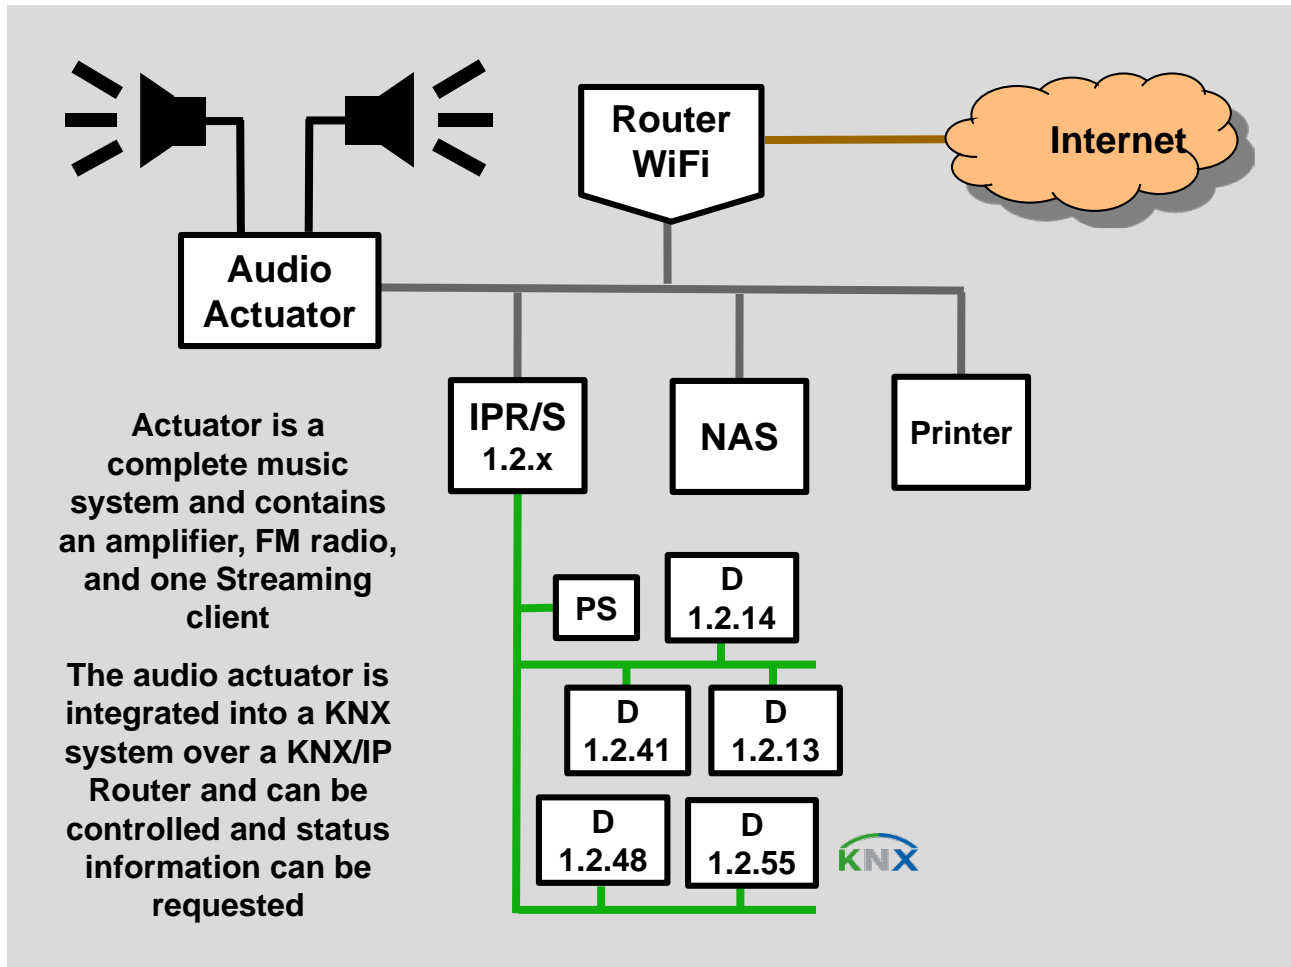 Router
WiFi
Internet
Audio
Actuator
IPR/S
1.2.x
NAS
Printer
Actuator is a
complete music
system and contains
an amplifier, FM radio,
and one Streaming
client
The audio actuator is
integrated into a KNX
system over a KNX/IP
Router and can be
controlled and status
information can be
requested
PS
D
1.2.14
D
1.2.41
D
1.2.13
D
1.2.48
D
1.2.55
KNX